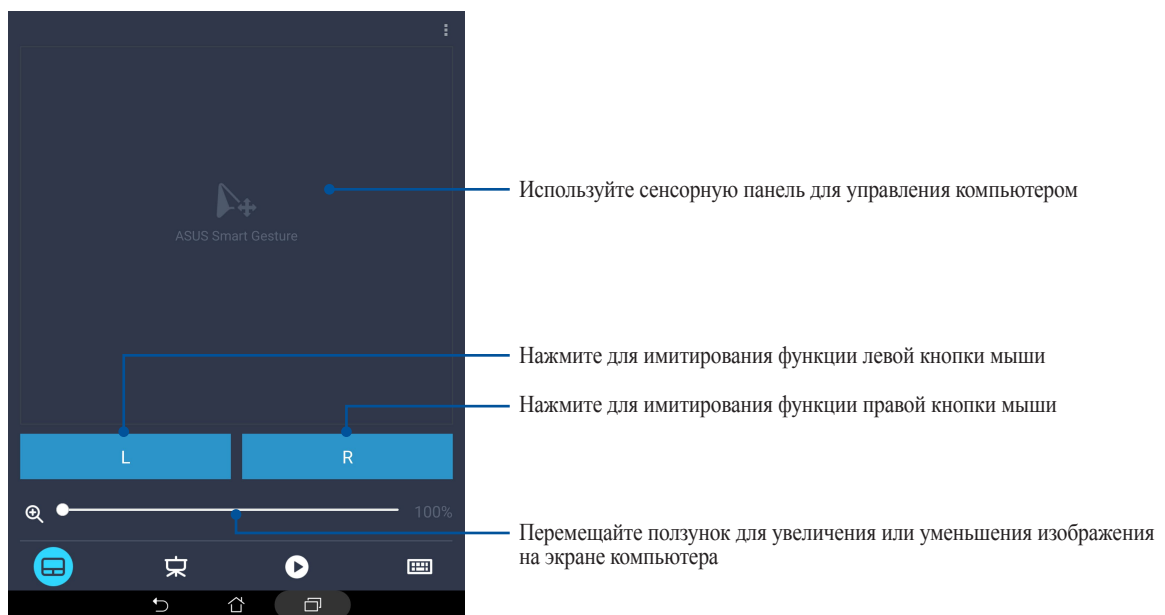 Используйте сенсорную панель для управления компьютером
ASUS Smart Gesture
Нажмите для имитирования функции левой кнопки мыши
Нажмите для имитирования функции правой кнопки мыши
L
R
100%
Перемещайте ползунок для увеличения или уменьшения изображения
на экране компьютера